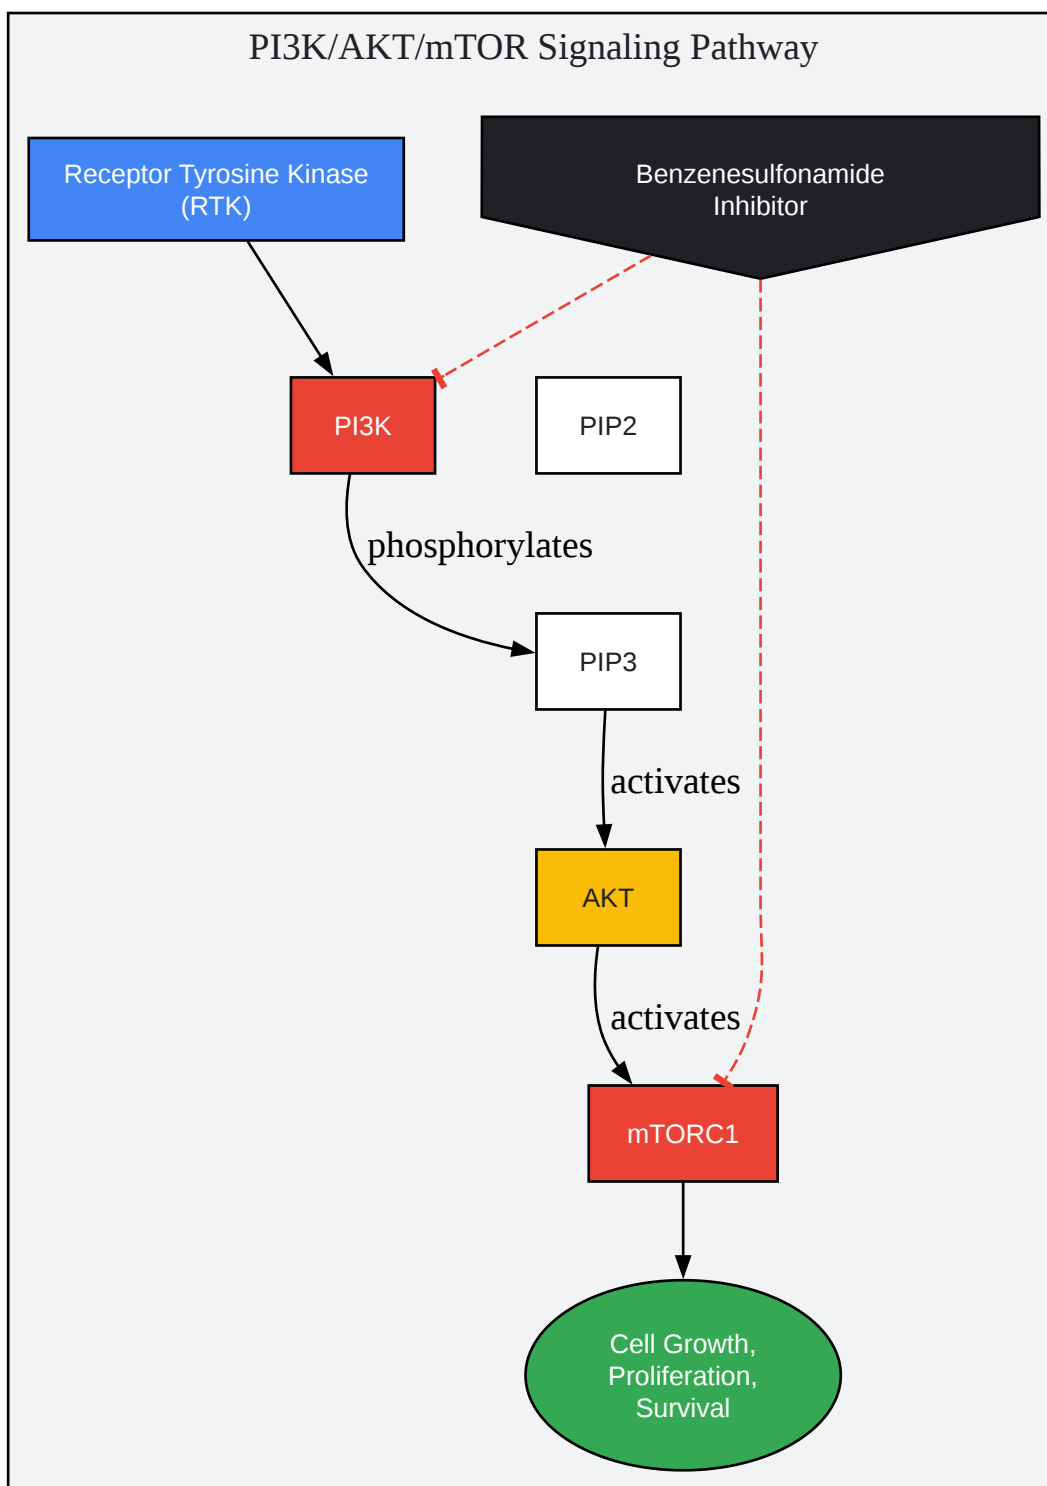 PI3K/AKT/mTOR Signaling Pathway
Receptor Tyrosine Kinase
(RTK)
Benzenesulfonamide
Inhibitor
PI3K
PIP2
phosphorylates
PIP3
activates
AKT
activates
mTORC1
Cell Growth,
Proliferation,
Survival